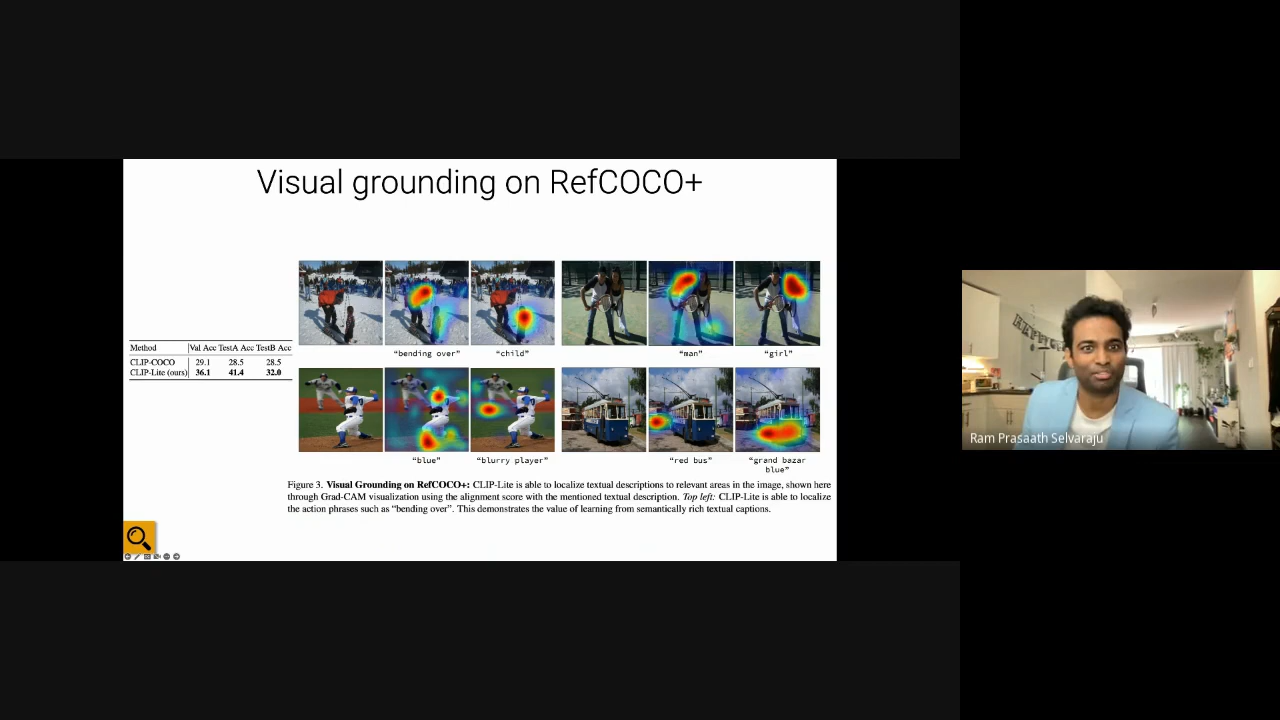 Visual grounding on RefCOCO+
Method Val Acc TestA Acc TestB Acc
CLIP-COCO 29.1 28.5 28.5
CLIP-Lite (ours) 36.1 41.4 32.0
"bending over" "child" "man" "girl"
"blue" "blurry player" "red bus" "grand bazar
blue"
Figure 3. Visual Grounding on RefCOCO+: CLIP-Lite is able to localize textual descriptions to relevant areas in the image, shown here
through Grad-CAM visualization using the alignment score with the mentioned textual description. Top left: CLIP-Lite is able to localize
the action phrases such as "bending over". This demonstrates the value of learning from semantically rich textual captions.
Ram Prasaath Selvaraju